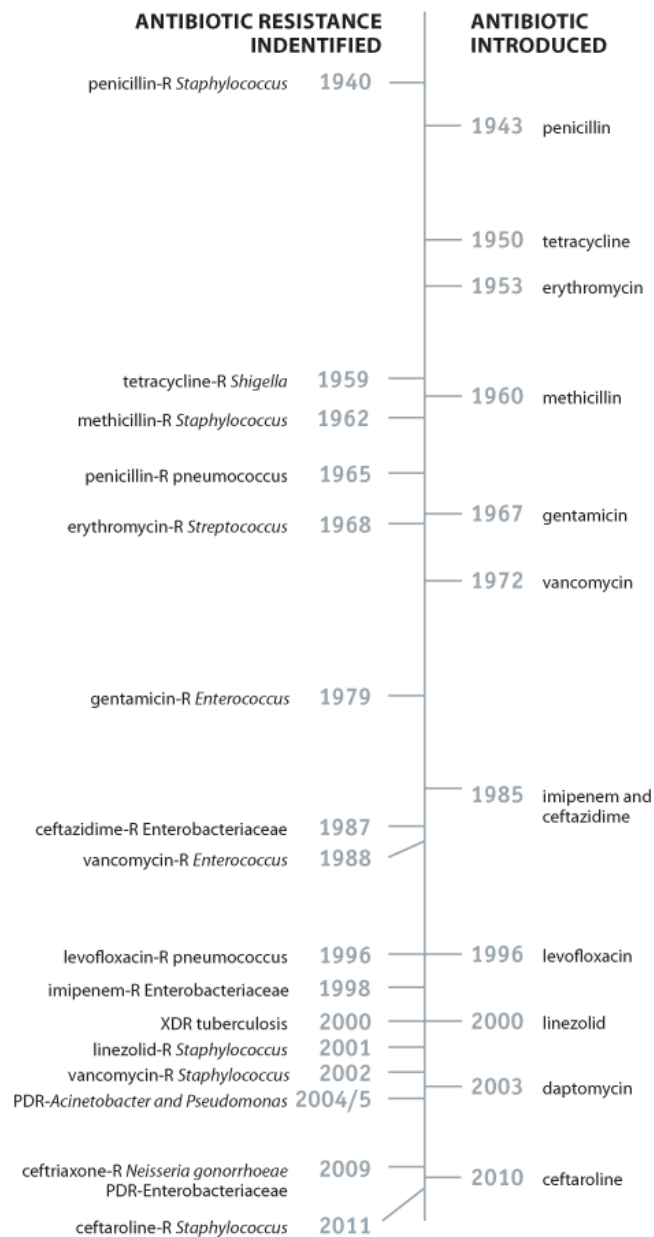 ANTIBIOTIC RESISTANCE
INDENTIFIED
ANTIBIOTIC
INTRODUCED
penicillin-R Staphylococcus 1940
1943 penicillin
1950 tetracycline
1953 erythromycin
tetracycline-R Shigella 1959
1960 methicillin
methicillin-R Staphylococcus 1962
penicillin-R pneumococcus 1965
1967 gentamicin
erythromycin-R Streptococcus 1968
1972 vancomycin
gentamicin-R Enterococcus 1979
1985 imipenem and
ceftazidime
ceftazidime-R Enterobacteriaceae 1987
vancomycin-R Enterococcus 1988
levofloxacin-R pneumococcus 1996
1996 levofloxacin
imipenem-R Enterobacteriaceae 1998
XDR tuberculosis 2000
2000 linezolid
linezolid-R Staphylococcus 2001
vancomycin-R Staphylococcus 2002
2003 daptomycin
PDR-Acinetobacter and Pseudomonas 2004/5
ceftriaxone-R Neisseria gonorrhoeae 2009
PDR-Enterobacteriaceae
2010 ceftaroline
ceftaroline-R Staphylococcus 2011